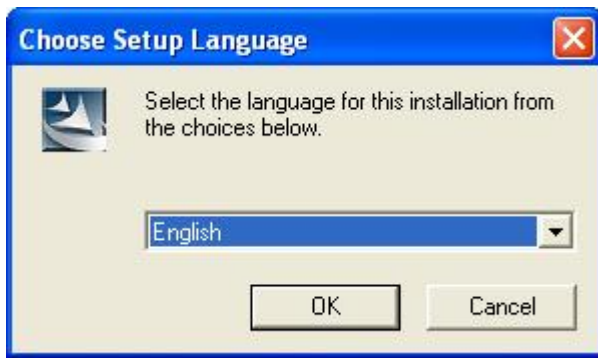 Choose Setup Language
Select the language for this installation from
the choices below.
English
OK
Cancel